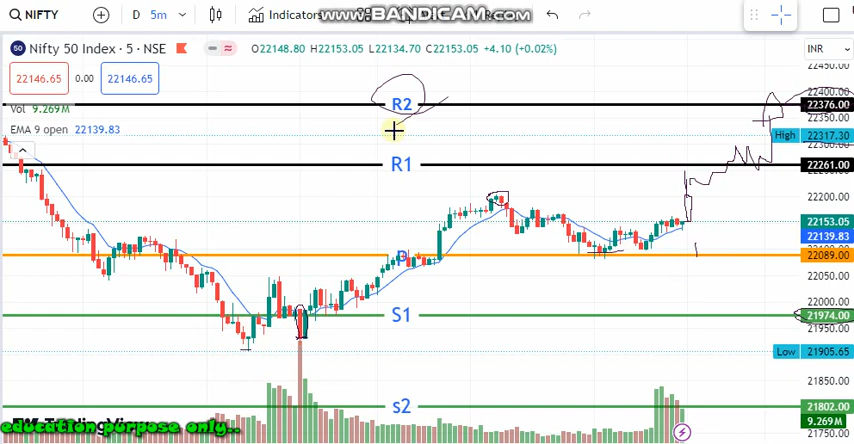 NIFTY
D 5m
Indicators
WWW.BANDICAM.COM
Nifty 50 Index · 5 · NSE
O22148.80 H22153.05 L22134.70 C22153.05 +4.10 (+0.02%)
INR
22146.65 0.00 22146.65
Vol 9.269M
EMA 9 open 22139.83
R2
R1
S1
s2
22400.00
22376.00
22350.00
High 22317.30
22300.00
22261.00
22200.00
22153.05
22139.83
22089.00
22050.00
22000.00
21974.00
21950.00
Low 21905.65
21850.00
21802.00
9.269M
21750.00
education purpose only..